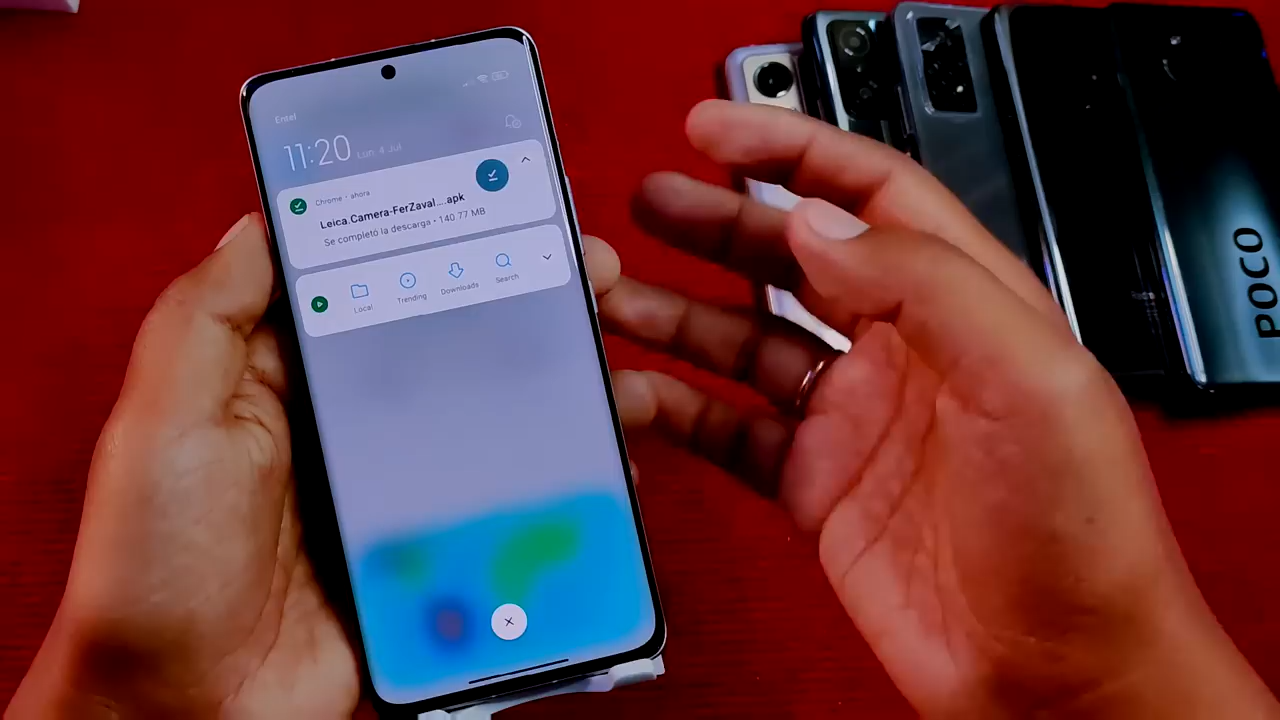 Entel
11:20 Lun. 4 Jul
Chrome • ahora
Leica.Camera-FerZaval....apk
Se completó la descarga • 140.77 MB
Local
Trending
Downloads
Search
POCO